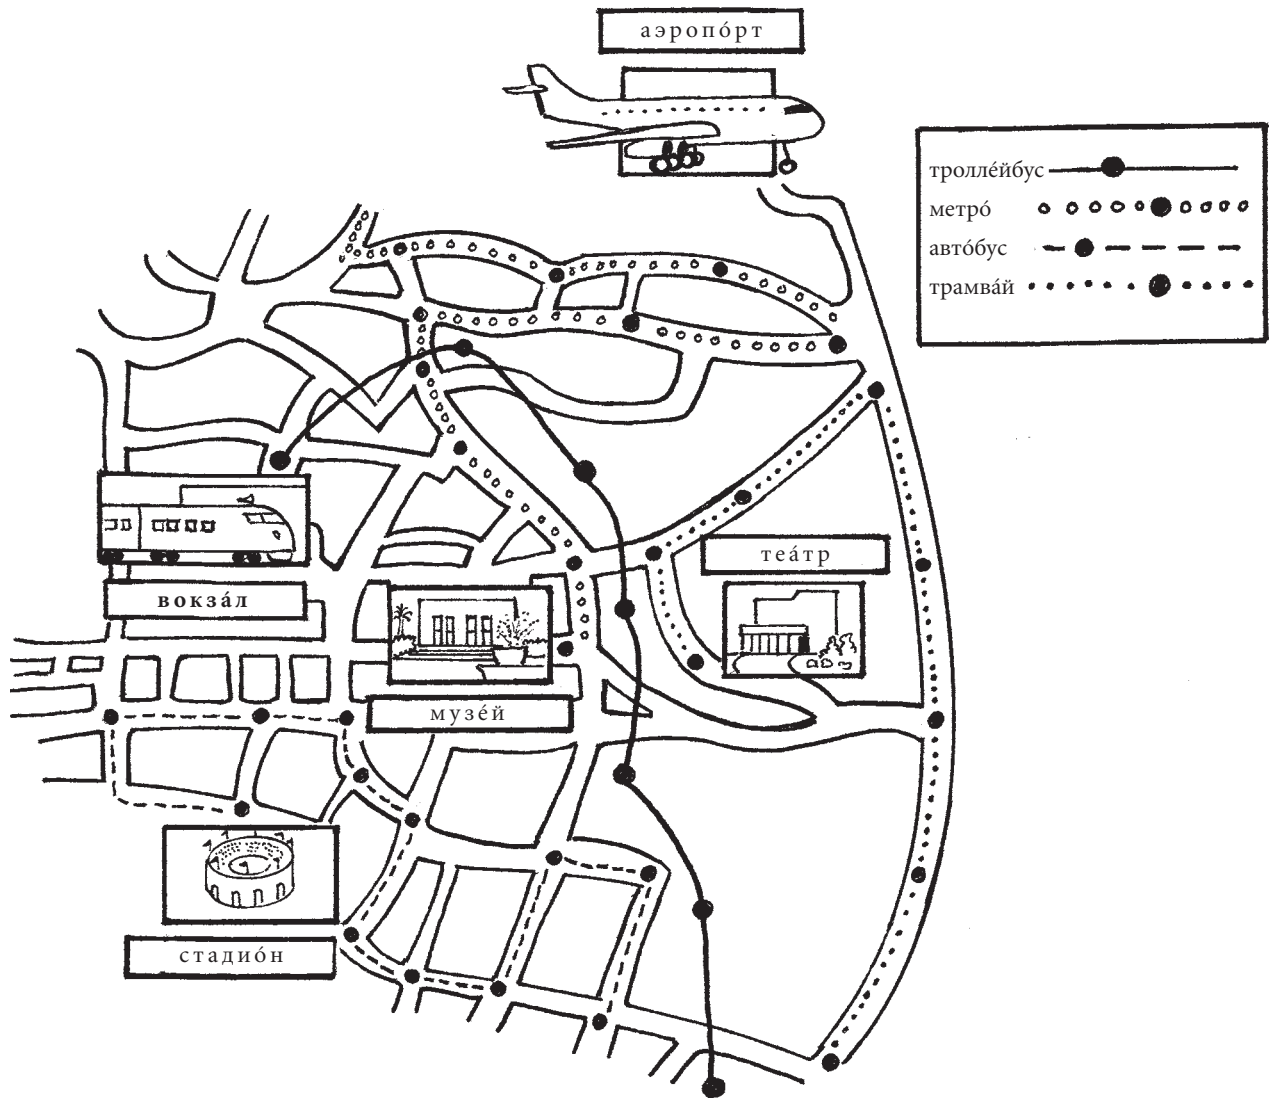 аэропо́рт
тролле́йбус
метро́
авто́бус
трамва́й
теа́тр
вокза́л
музе́й
стадио́н